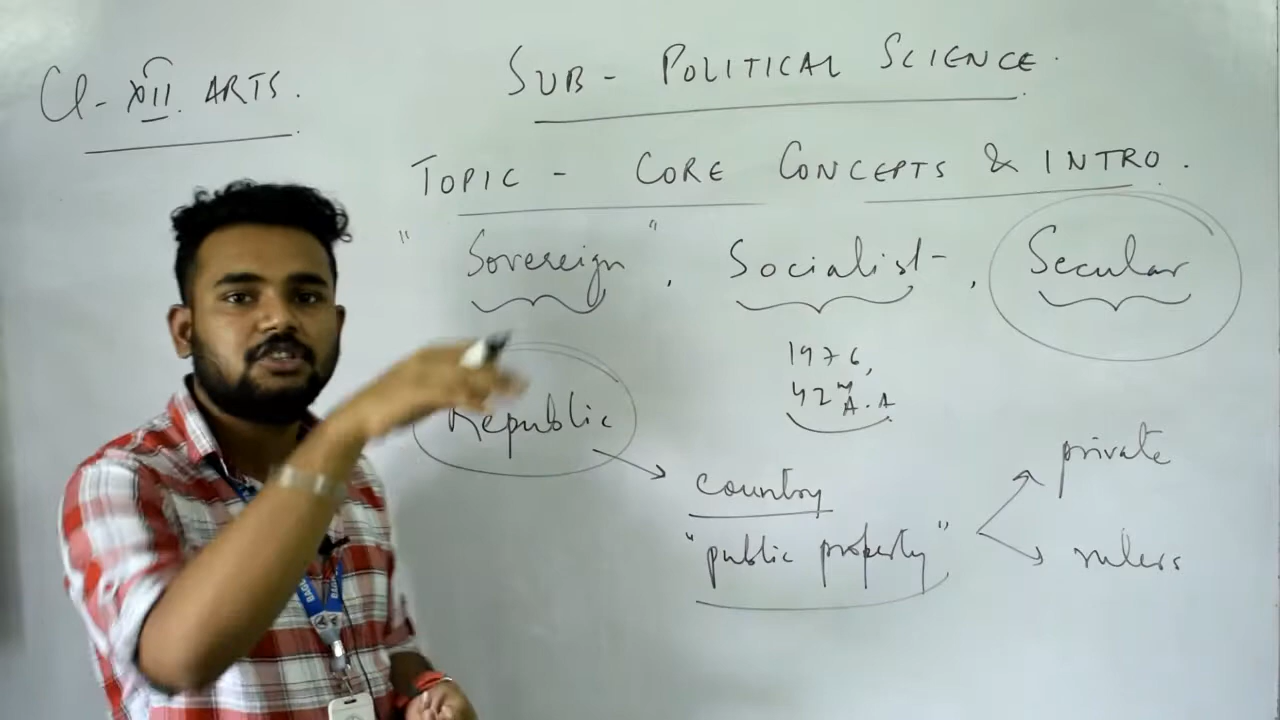 Cl - XII ARTS.
SUB - POLITICAL SCIENCE.
TOPIC - CORE CONCEPTS & INTRO.
"Sovereign", Socialist, Secular
1976,
42nd A.A
Republic
country
"public property"
private
rulers